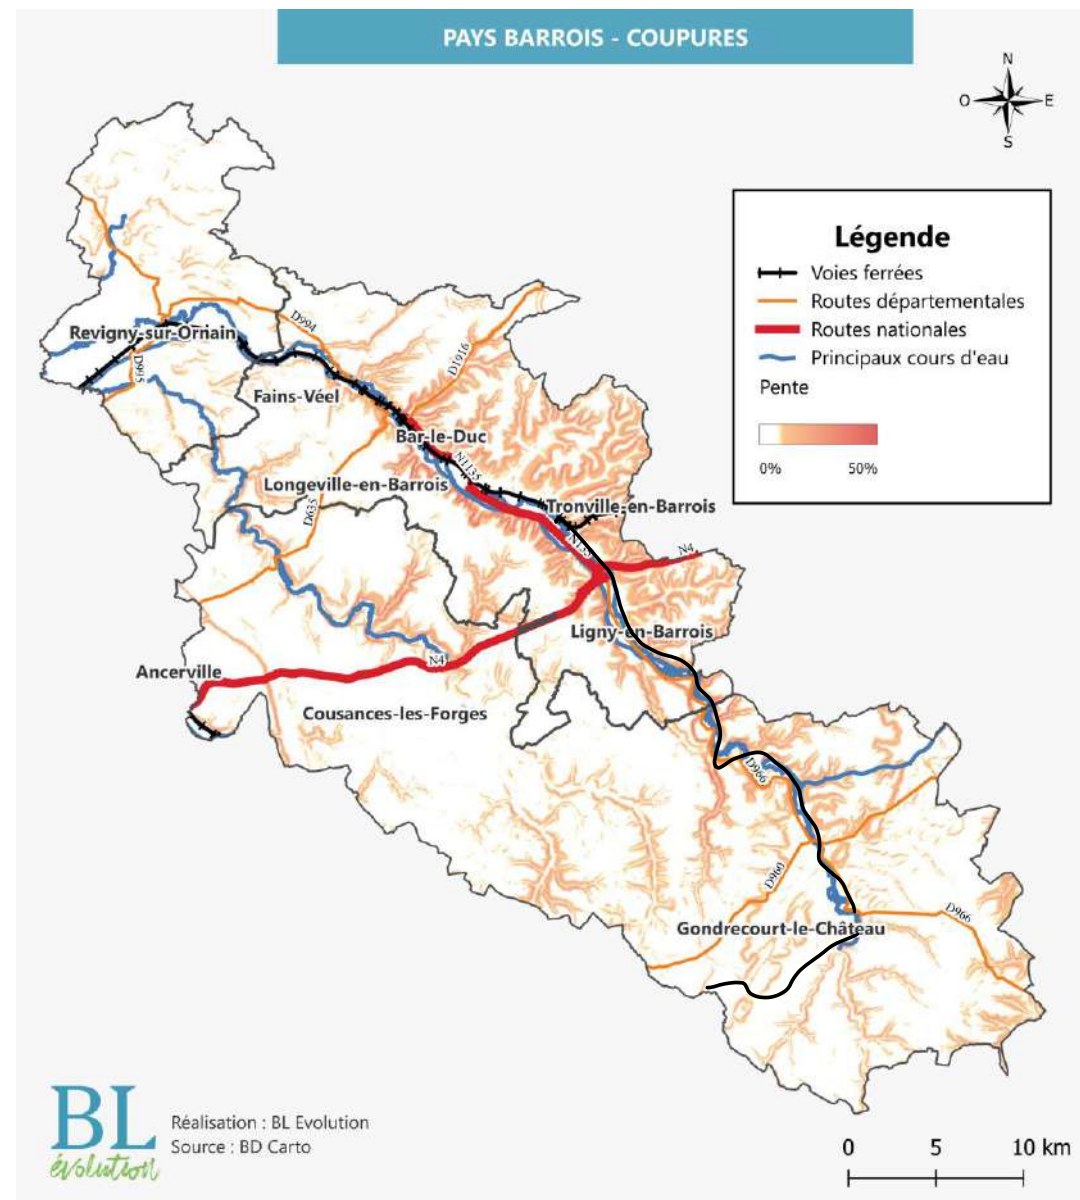 PAYS BARROIS - COUPURES
N
O
E
S
Légende
Voies ferrées
Routes départementales
Routes nationales
Principaux cours d'eau
Pente
0%
50%
Revigny-sur-Ornain
D994
D995
D1916
Fains-Véel
Bar-le-Duc
N1135
Longeville-en-Barrois
D635
Tronville-en-Barrois
N135
N4
Ligny-en-Barrois
N4
Ancerville
Cousances-les-Forges
D966
D960
D966
Gondrecourt-le-Château
BL
évolution
Réalisation : BL Evolution
Source : BD Carto
0 5 10 km